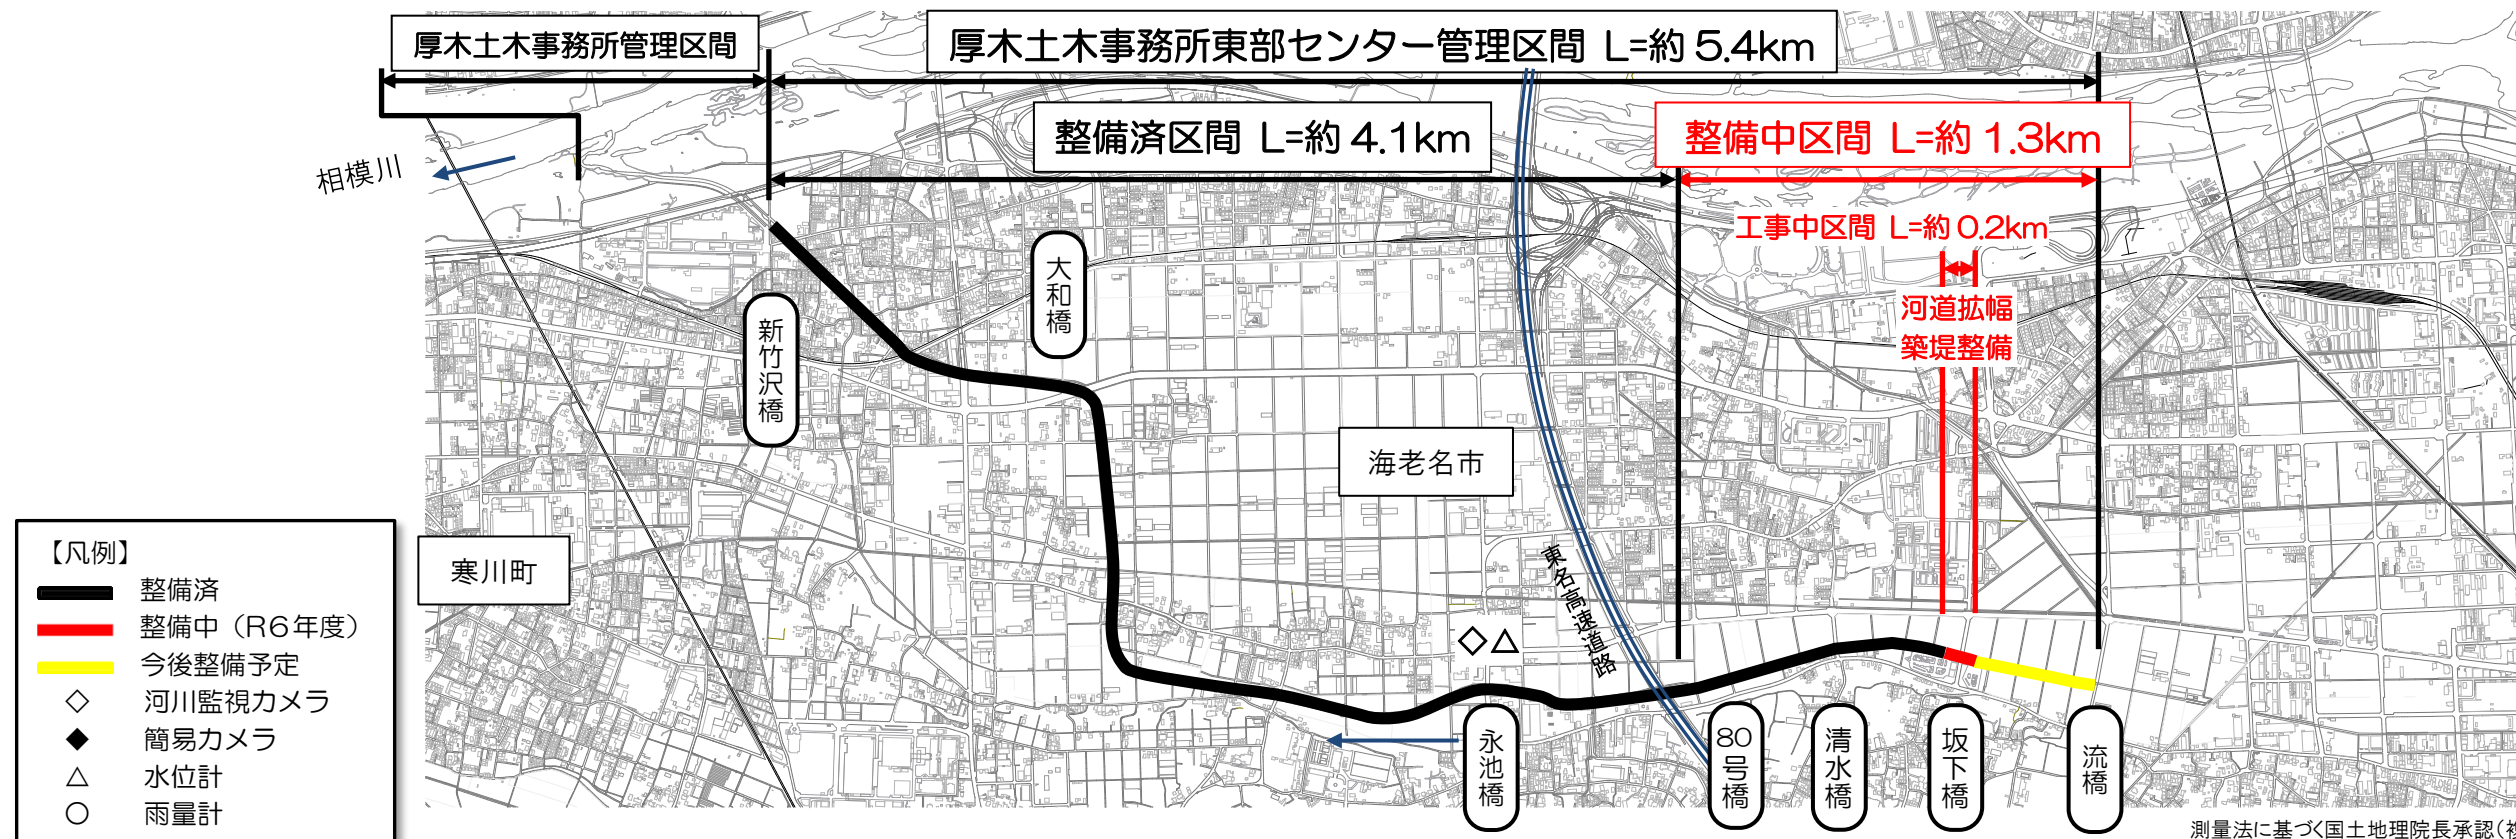 厚木土木事務所管理区間
厚木土木事務所東部センター管理区間 L=約 5.4km
整備済区間 L=約 4.1km
整備中区間 L=約 1.3km
相模川
工事中区間 L=約 0.2km
河道拡幅
築堤整備
大和橋
新竹沢橋
海老名市
東名高速道路
寒川町
【凡例】
整備済
整備中（R6年度）
今後整備予定
◇ 河川監視カメラ
◆ 簡易カメラ
△ 水位計
○ 雨量計
永池橋
80号橋
清水橋
坂下橋
流橋
測量法に基づく国土地理院長承認（